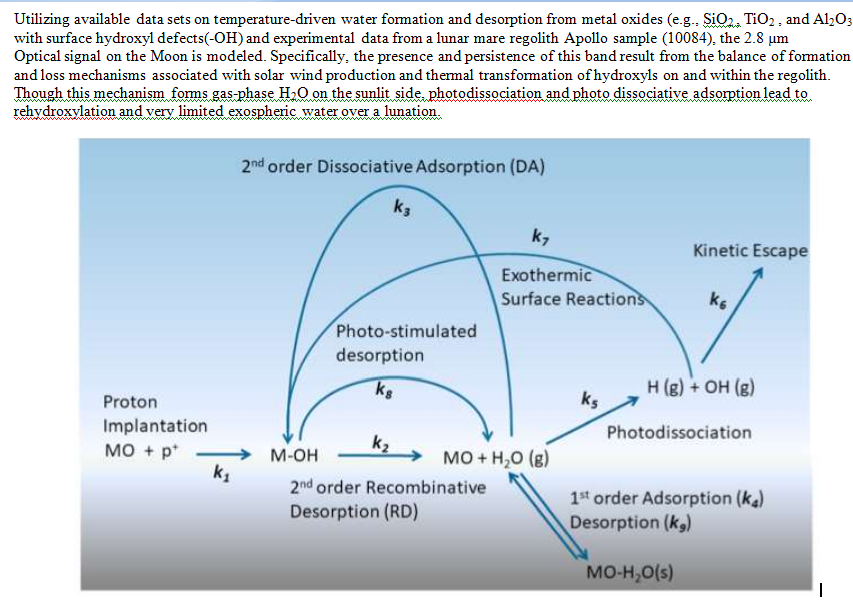 Utilizing available data sets on temperature-driven water formation and desorption from metal oxides (e.g., SiO₂, TiO₂, and Al₂O₃
with surface hydroxyl defects(-OH) and experimental data from a lunar mare regolith Apollo sample (10084), the 2.8 µm
Optical signal on the Moon is modeled. Specifically, the presence and persistence of this band result from the balance of formation
and loss mechanisms associated with solar wind production and thermal transformation of hydroxyls on and within the regolith.
Though this mechanism forms gas-phase H₂O on the sunlit side, photodissociation and photo dissociative adsorption lead to
rehydroxylation and very limited exospheric water over a lunation.
2nd order Dissociative Adsorption (DA)
k₃
k₇
Kinetic Escape
Exothermic
Surface Reactions
k₆
Photo-stimulated
desorption
k₈
H (g) + OH (g)
k₅
Proton
Implantation
MO + p⁺
Photodissociation
k₁
M-OH
k₂
MO + H₂O (g)
2nd order Recombinative
Desorption (RD)
1st order Adsorption (k₄)
Desorption (k₉)
MO-H₂O(s)